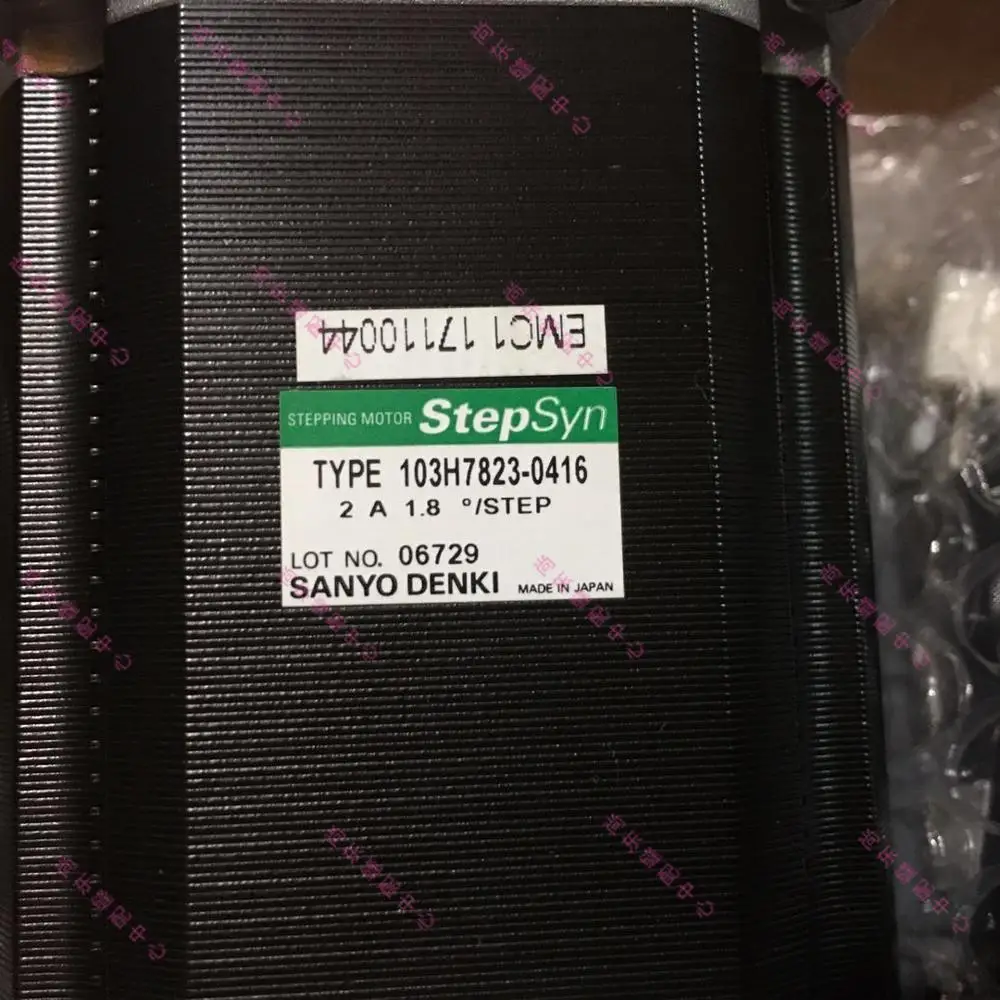 EMC1 17110044
STEPPING MOTOR StepSyn
TYPE 103H7823-0416
2 A 1.8 °/STEP
LOT NO. 06729
SANYO DENKI MADE IN JAPAN